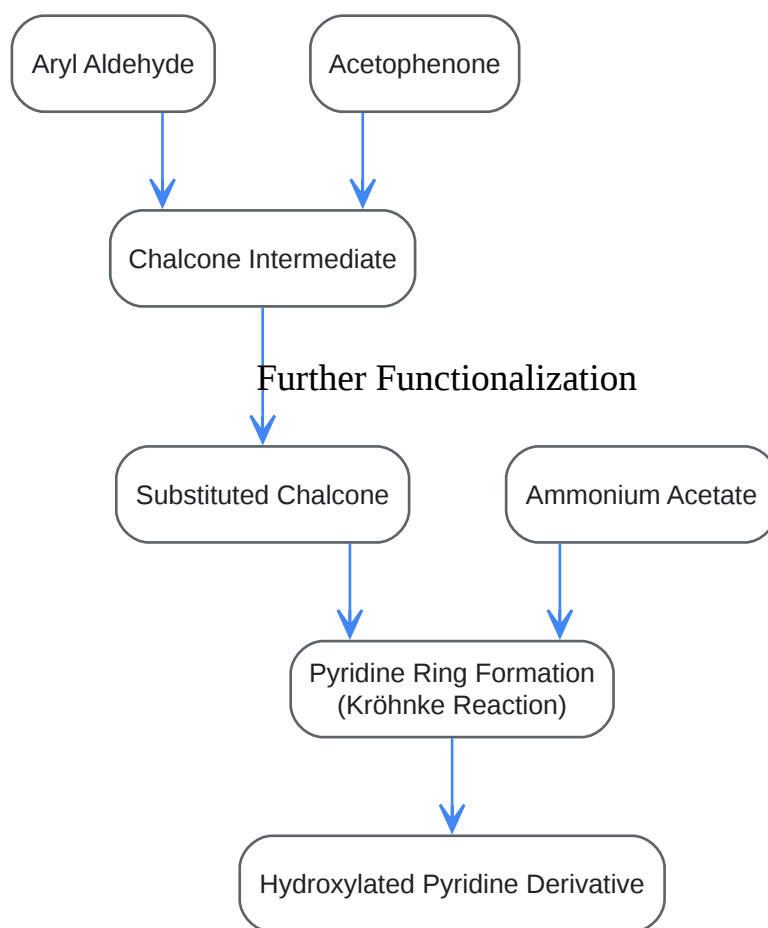 Aryl Aldehyde
Acetophenone
Chalcone Intermediate
Further Functionalization
Substituted Chalcone
Ammonium Acetate
Pyridine Ring Formation
(Kröhnke Reaction)
Hydroxylated Pyridine Derivative